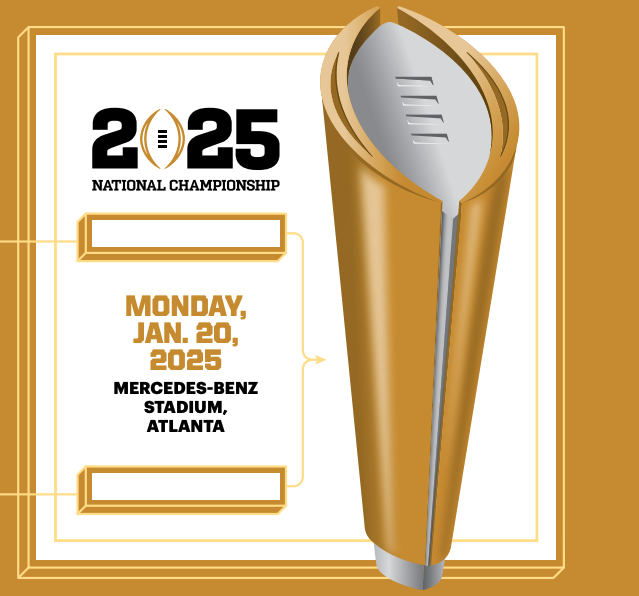 2025
NATIONAL CHAMPIONSHIP
MONDAY,
JAN. 20,
2025
MERCEDES-BENZ
STADIUM,
ATLANTA